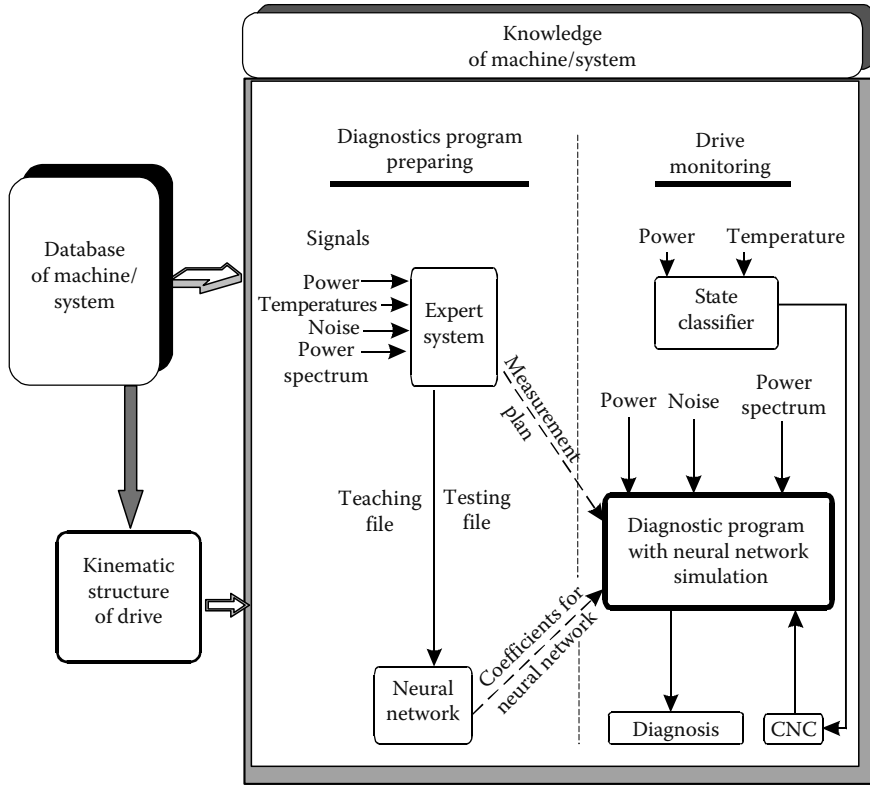 Knowledge
of machine/system
Diagnostics program
preparing
Drive
monitoring
Database
of machine/
system
Signals
Power
Temperatures
Noise
Power
spectrum
Expert
system
Power
Temperature
State
classifier
Measurement
plan
Power
Noise
Power
spectrum
Teaching
file
Testing
file
Diagnostic program
with neural network
simulation
Kinematic
structure
of drive
Coefficients for
neural network
Neural
network
Diagnosis
CNC